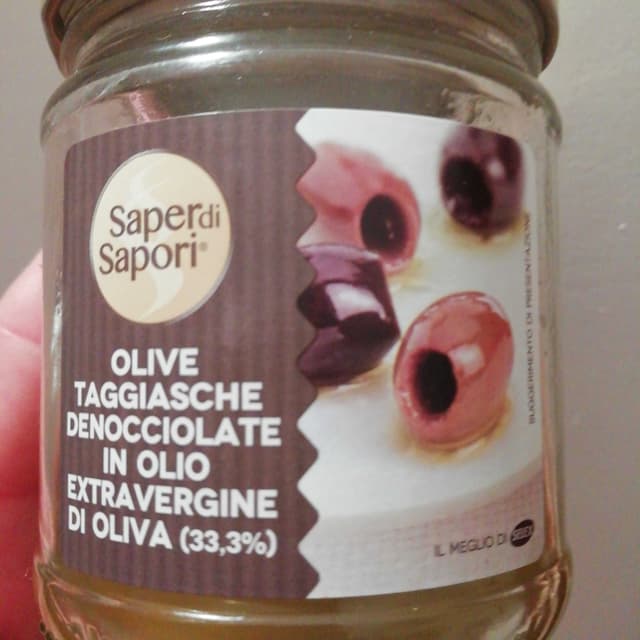 Saper di
Sapori®
OLIVE
TAGGIASCHE
DENOCCIOLATE
IN OLIO
EXTRAVERGINE
DI OLIVA (33,3%)
SUGGERIMENTO DI PRESENTAZIONE
IL MEGLIO DI